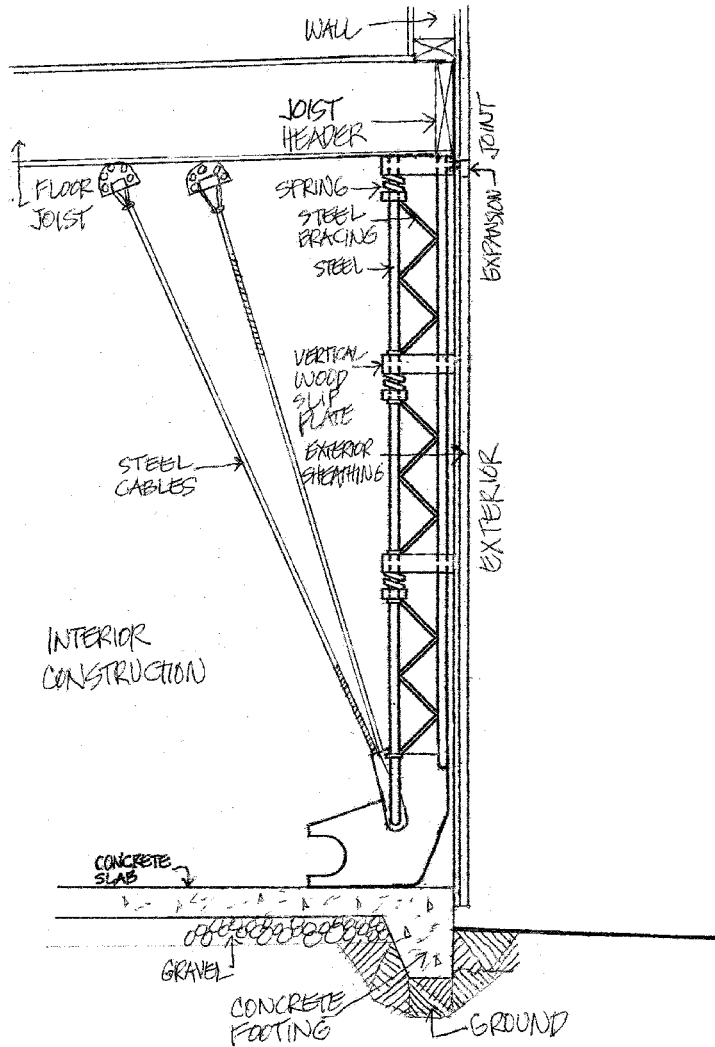 WALL
JOIST
HEADER
EXPANSION JOINT
FLOOR
JOIST
SPRING
STEEL
BRACING
STEEL
VERTICAL
WOOD
SLIP
PLATE
EXTERIOR
SHEATHING
STEEL
CABLES
EXTERIOR
INTERIOR
CONSTRUCTION
CONCRETE
SLAB
GRAVEL
CONCRETE
FOOTING
GROUND